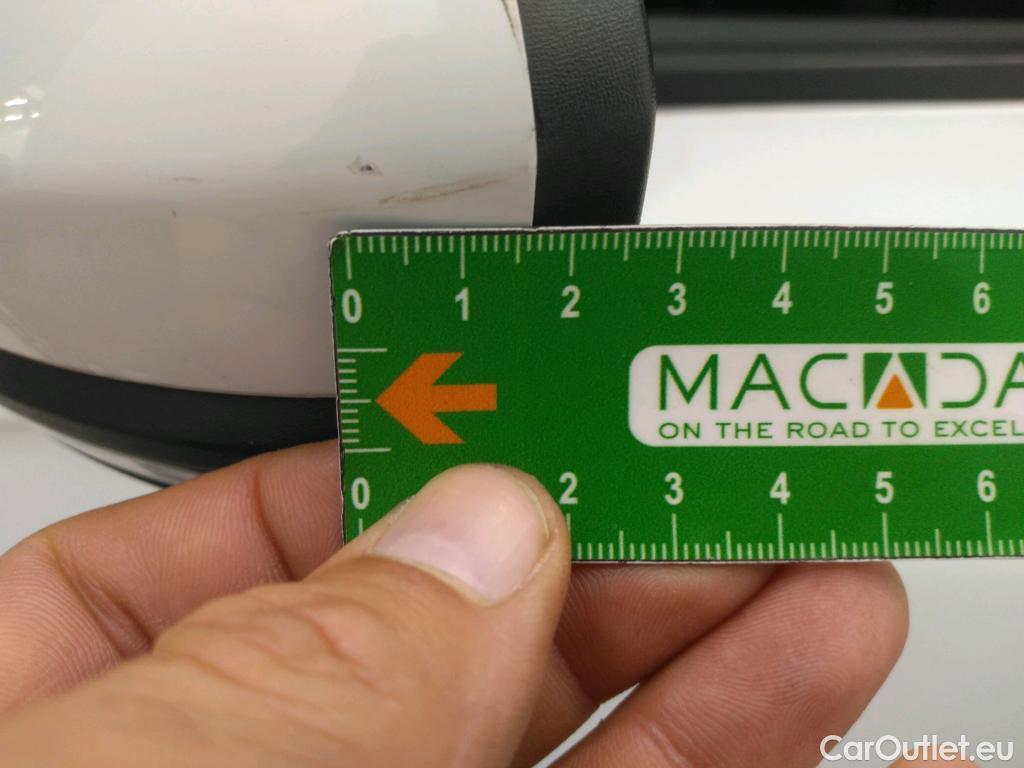 0 1 2 3 4 5 6
MACADA
ON THE ROAD TO EXCEL
0 2 3 4 5 6
CarOutlet.eu